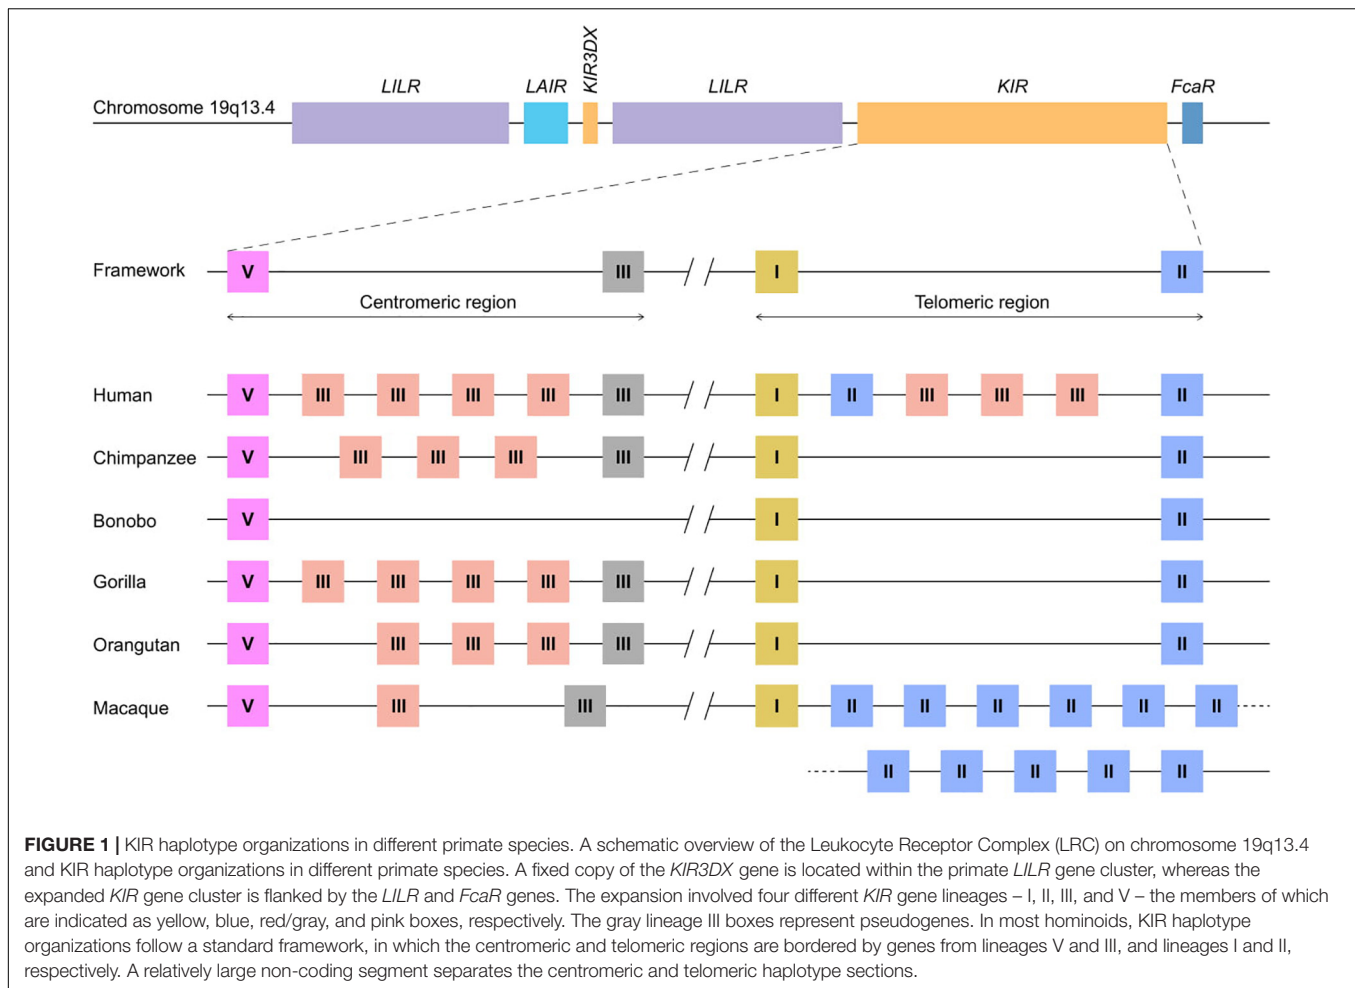 LILR LAIR KIR3DX LILR KIR FcaR
Chromosome 19q13.4
Framework V III // I II
Centromeric region Telomeric region
Human V III III III III III // I II III III III II
Chimpanzee V III III III III // I II
Bonobo V // I II
Gorilla V III III III III III // I II
Orangutan V III III III III // I II
Macaque V III III // I II II II II II II
II II II II II
FIGURE 1 | KIR haplotype organizations in different primate species. A schematic overview of the Leukocyte Receptor Complex (LRC) on chromosome 19q13.4
and KIR haplotype organizations in different primate species. A fixed copy of the KIR3DX gene is located within the primate LILR gene cluster, whereas the
expanded KIR gene cluster is flanked by the LILR and FcaR genes. The expansion involved four different KIR gene lineages – I, II, III, and V – the members of which
are indicated as yellow, blue, red/gray, and pink boxes, respectively. The gray lineage III boxes represent pseudogenes. In most hominoids, KIR haplotype
organizations follow a standard framework, in which the centromeric and telomeric regions are bordered by genes from lineages V and III, and lineages I and II,
respectively. A relatively large non-coding segment separates the centromeric and telomeric haplotype sections.